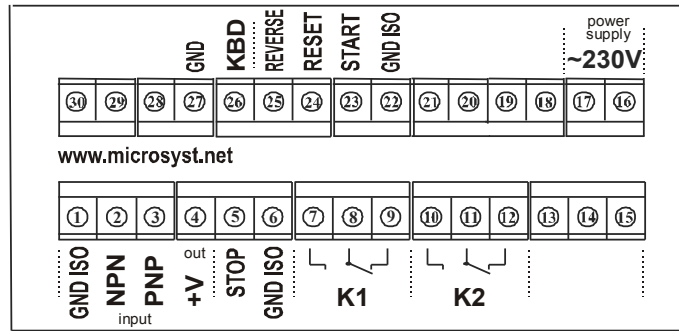 power
supply
GND KBD REVERSE RESET START GND ISO ~230V
30 29 28 27 26 25 24 23 22 21 20 19 18 17 16
www.microsyst.net
1 2 3 4 5 6 7 8 9 10 11 12 13 14 15
GND ISO NPN PNP +V out STOP GND ISO K1 K2
input